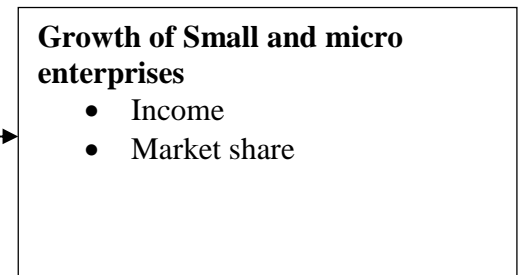 Growth of Small and micro
enterprises
• Income
• Market share